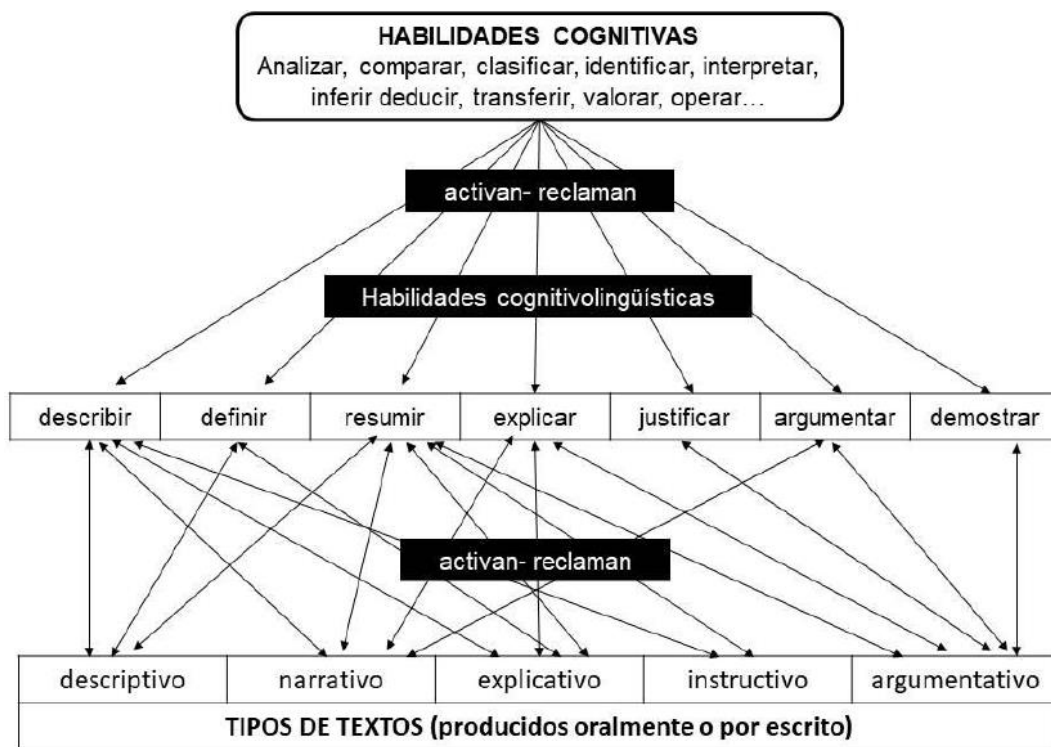 HABILIDADES COGNITIVAS
Analizar, comparar, clasificar, identificar, interpretar,
inferir deducir, transferir, valorar, operar...
activan- reclaman
Habilidades cognitivolingüísticas
describir definir resumir explicar justificar argumentar demostrar
activan- reclaman
descriptivo narrativo explicativo instructivo argumentativo
TIPOS DE TEXTOS (producidos oralmente o por escrito)